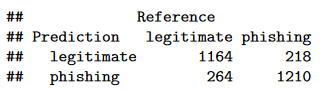 ##             Reference
## Prediction   legitimate phishing
##   legitimate       1164      218
##   phishing          264     1210